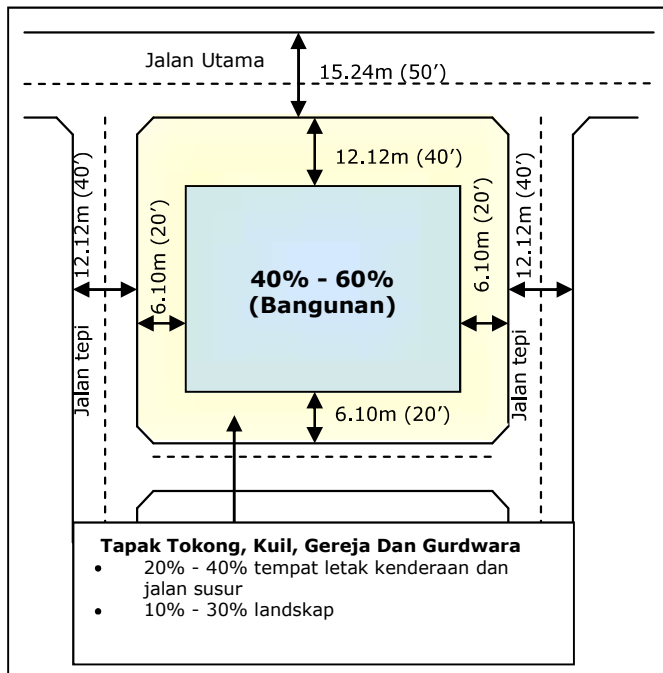 Jalan Utama
15.24m (50’)
12.12m (40’)
12.12m (40’)
6.10m (20’)
6.10m (20’)
12.12m (40’)
40% - 60%
(Bangunan)
Jalan tepi
Jalan tepi
6.10m (20’)
Tapak Tokong, Kuil, Gereja Dan Gurdwara
• 20% - 40% tempat letak kenderaan dan
jalan susur
• 10% - 30% landskap